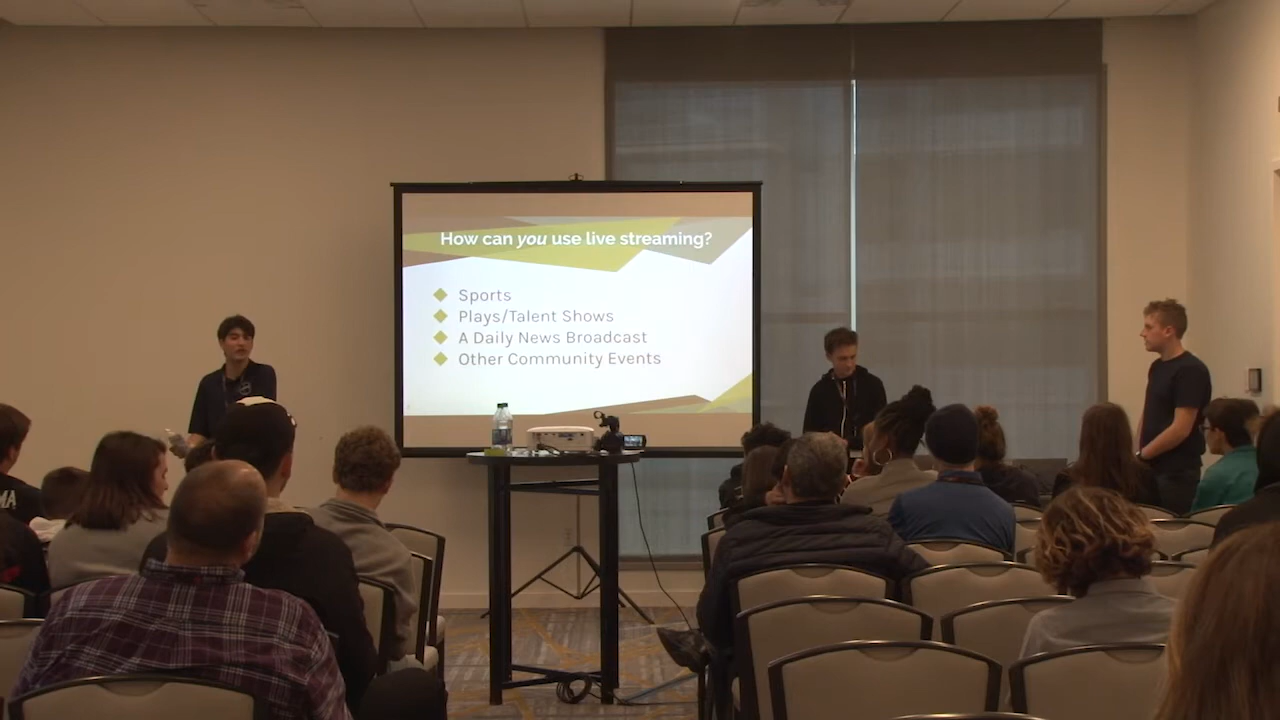 How can you use live streaming?
Sports
Plays/Talent Shows
A Daily News Broadcast
Other Community Events